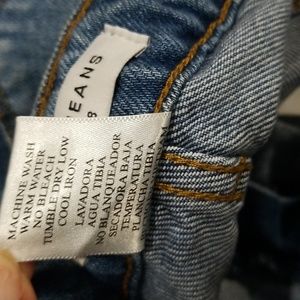 EANS
8
MACHINE WASH
WARM WATER
NO BLEACH
TUMBLE DRY LOW
COOL IRON
LAVADORA
AGUA TIBIA
NO BLANQUEADOR
SECADORA BAJA
TEMPERATURA
PLANCHA TIBIA